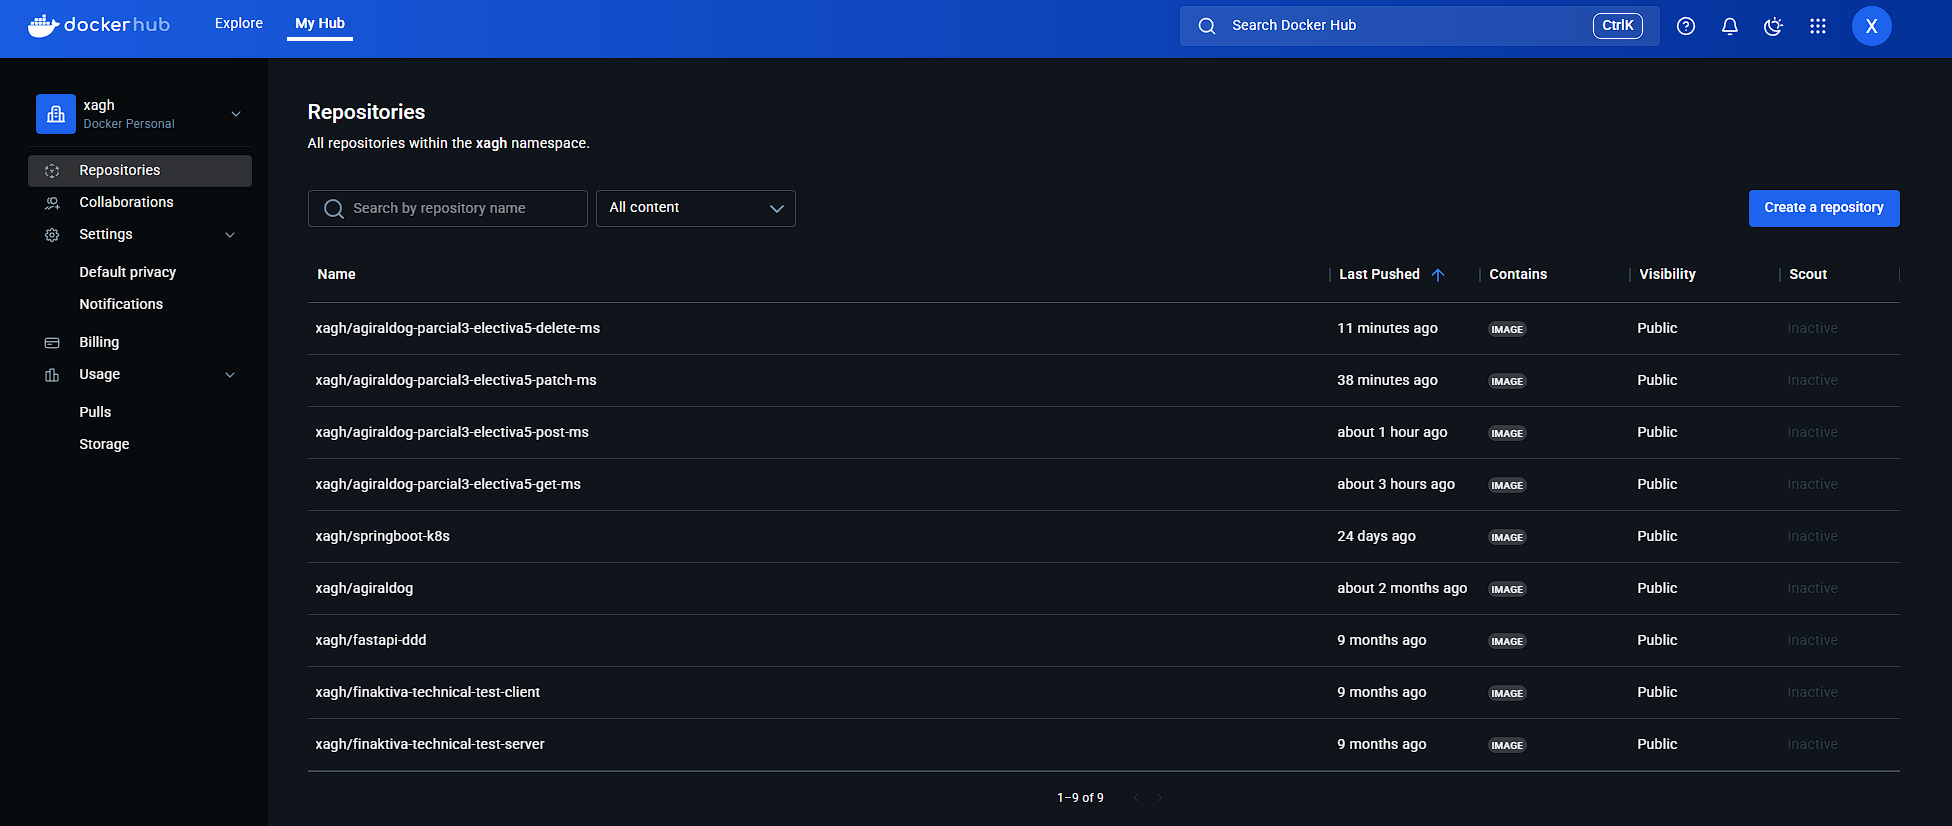 dockerhub
Explore
My Hub
Search Docker Hub
CtrlK
X
xagh
Docker Personal
Repositories
Collaborations
Settings
Default privacy
Notifications
Billing
Usage
Pulls
Storage
Repositories
All repositories within the xagh namespace.
Search by repository name
All content
Create a repository
Name Last Pushed Contains Visibility Scout
xagh/agiraldog-parcial3-electiva5-delete-ms 11 minutes ago IMAGE Public Inactive
xagh/agiraldog-parcial3-electiva5-patch-ms 38 minutes ago IMAGE Public Inactive
xagh/agiraldog-parcial3-electiva5-post-ms about 1 hour ago IMAGE Public Inactive
xagh/agiraldog-parcial3-electiva5-get-ms about 3 hours ago IMAGE Public Inactive
xagh/springboot-k8s 24 days ago IMAGE Public Inactive
xagh/agiraldog about 2 months ago IMAGE Public Inactive
xagh/fastapi-ddd 9 months ago IMAGE Public Inactive
xagh/finaktiva-technical-test-client 9 months ago IMAGE Public Inactive
xagh/finaktiva-technical-test-server 9 months ago IMAGE Public Inactive
1–9 of 9